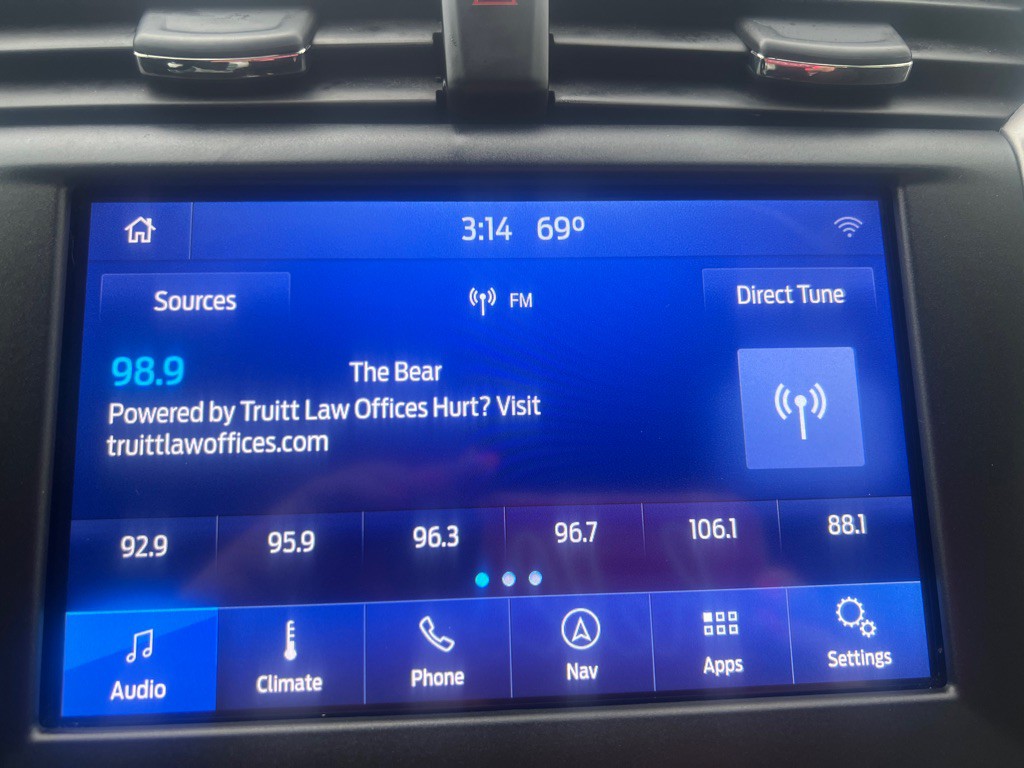 3:14 69º
Sources
FM
Direct Tune
98.9 The Bear
Powered by Truitt Law Offices Hurt? Visit
truittlawoffices.com
92.9 95.9 96.3 96.7 106.1 88.1
Audio Climate Phone Nav Apps Settings